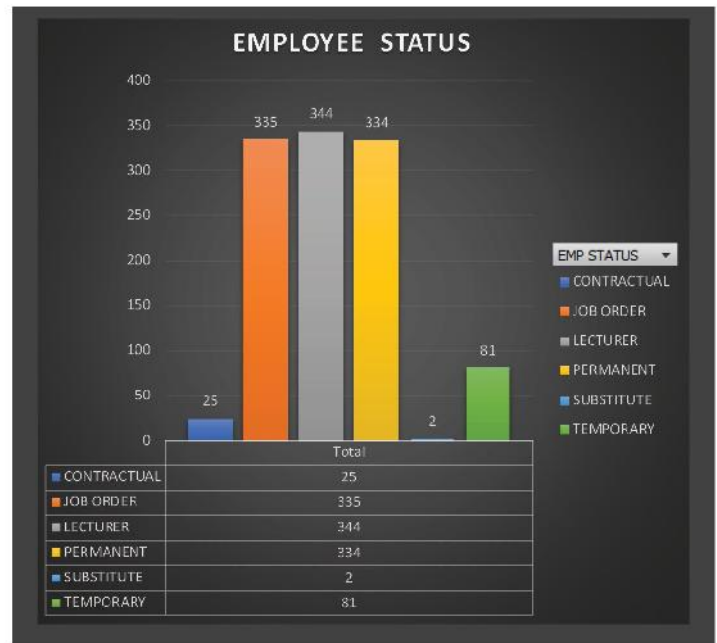 EMPLOYEE STATUS
400
350
300
250
200
150
100
50
0
25
335
344
334
2
81
EMP STATUS
CONTRACTUAL
JOB ORDER
LECTURER
PERMANENT
SUBSTITUTE
TEMPORARY
Total
CONTRACTUAL 25
JOB ORDER 335
LECTURER 344
PERMANENT 334
SUBSTITUTE 2
TEMPORARY 81